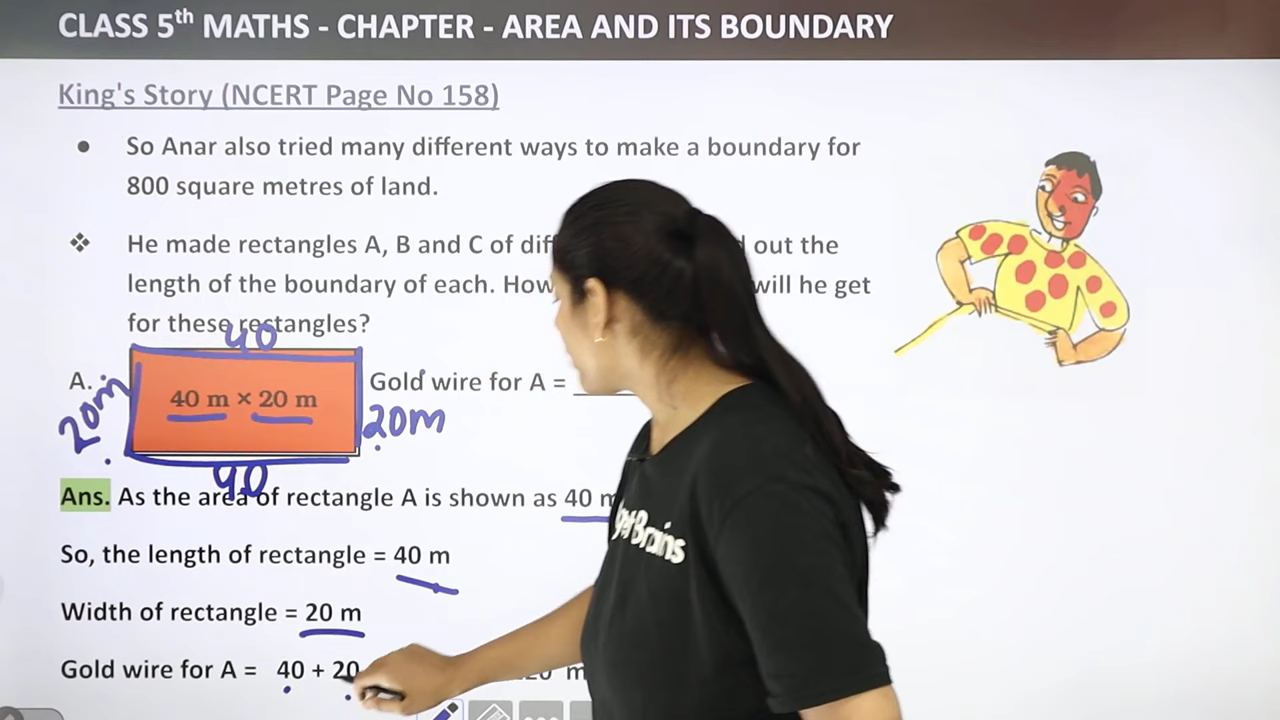 CLASS 5th MATHS - CHAPTER - AREA AND ITS BOUNDARY
King's Story (NCERT Page No 158)
● So Anar also tried many different ways to make a boundary for
800 square metres of land.
❖ He made rectangles A, B and C of out the
length of the boundary of each. How will he get
for these rectangles?
40
A. 20m 40 m × 20 m 20m Gold wire for A =
40
Ans. As the area of rectangle A is shown as 40
So, the length of rectangle = 40 m
Width of rectangle = 20 m
Gold wire for A = 40 + 20 m
Brains